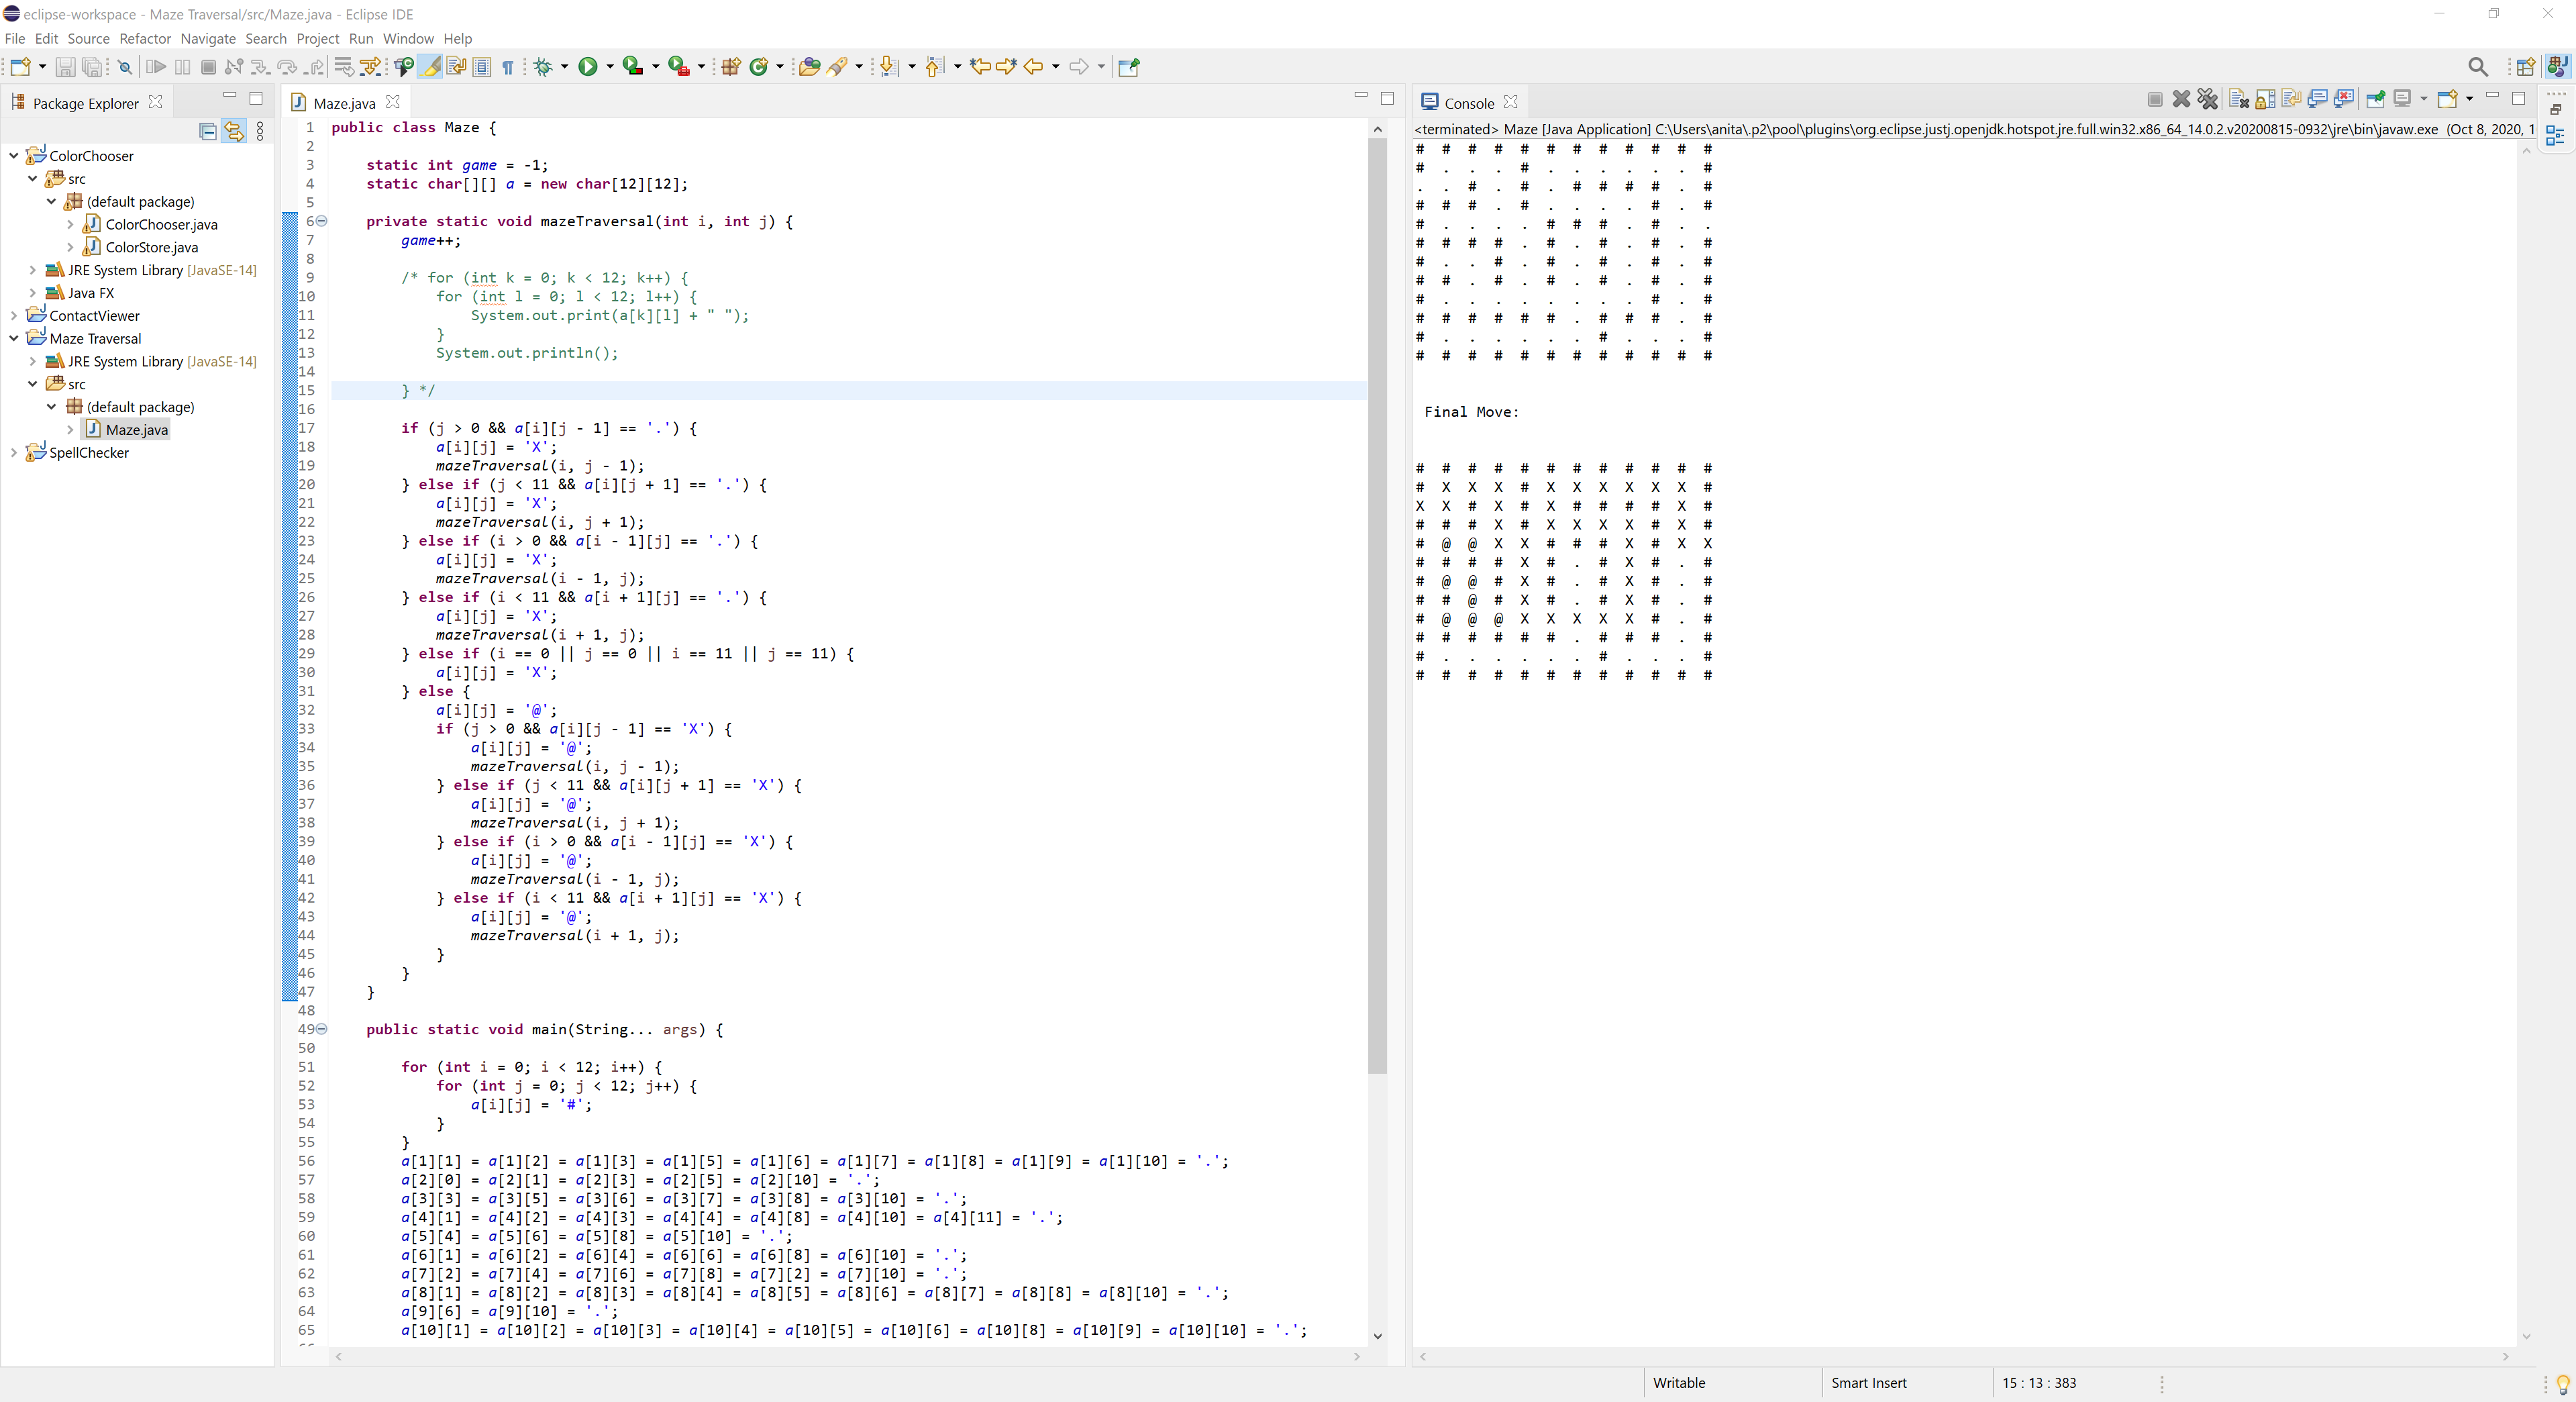 eclipse-workspace - Maze Traversal/src/Maze.java - Eclipse IDE
File Edit Source Refactor Navigate Search Project Run Window Help
Package Explorer
ColorChooser
src
(default package)
ColorChooser.java
ColorStore.java
JRE System Library [JavaSE-14]
Java FX
ContactViewer
Maze Traversal
JRE System Library [JavaSE-14]
src
(default package)
Maze.java
SpellChecker
Maze.java
1 public class Maze {
2
3 static int game = -1;
4 static char[][] a = new char[12][12];
5
6 private static void mazeTraversal(int i, int j) {
7 game++;
8
9 /* for (int k = 0; k < 12; k++) {
10 for (int l = 0; l < 12; l++) {
11 System.out.print(a[k][l] + " ");
12 }
13 System.out.println();
14
15 } */
16
17 if (j > 0 && a[i][j - 1] == '.') {
18 a[i][j] = 'X';
19 mazeTraversal(i, j - 1);
20 } else if (j < 11 && a[i][j + 1] == '.') {
21 a[i][j] = 'X';
22 mazeTraversal(i, j + 1);
23 } else if (i > 0 && a[i - 1][j] == '.') {
24 a[i][j] = 'X';
25 mazeTraversal(i - 1, j);
26 } else if (i < 11 && a[i + 1][j] == '.') {
27 a[i][j] = 'X';
28 mazeTraversal(i + 1, j);
29 } else if (i == 0 || j == 0 || i == 11 || j == 11) {
30 a[i][j] = 'X';
31 } else {
32 a[i][j] = '@';
33 if (j > 0 && a[i][j - 1] == 'X') {
34 a[i][j] = '@';
35 mazeTraversal(i, j - 1);
36 } else if (j < 11 && a[i][j + 1] == 'X') {
37 a[i][j] = '@';
38 mazeTraversal(i, j + 1);
39 } else if (i > 0 && a[i - 1][j] == 'X') {
40 a[i][j] = '@';
41 mazeTraversal(i - 1, j);
42 } else if (i < 11 && a[i + 1][j] == 'X') {
43 a[i][j] = '@';
44 mazeTraversal(i + 1, j);
45 }
46 }
47 }
48
49 public static void main(String... args) {
50
51 for (int i = 0; i < 12; i++) {
52 for (int j = 0; j < 12; j++) {
53 a[i][j] = '#';
54 }
55 }
56 a[1][1] = a[1][2] = a[1][3] = a[1][5] = a[1][6] = a[1][7] = a[1][8] = a[1][9] = a[1][10] = '.';
57 a[2][0] = a[2][1] = a[2][3] = a[2][5] = a[2][10] = '.';
58 a[3][3] = a[3][5] = a[3][6] = a[3][7] = a[3][8] = a[3][10] = '.';
59 a[4][1] = a[4][2] = a[4][3] = a[4][4] = a[4][8] = a[4][10] = a[4][11] = '.';
60 a[5][4] = a[5][6] = a[5][8] = a[5][10] = '.';
61 a[6][1] = a[6][2] = a[6][4] = a[6][6] = a[6][8] = a[6][10] = '.';
62 a[7][2] = a[7][4] = a[7][6] = a[7][8] = a[7][2] = a[7][10] = '.';
63 a[8][1] = a[8][2] = a[8][3] = a[8][4] = a[8][5] = a[8][6] = a[8][7] = a[8][8] = a[8][10] = '.';
64 a[9][6] = a[9][10] = '.';
65 a[10][1] = a[10][2] = a[10][3] = a[10][4] = a[10][5] = a[10][6] = a[10][8] = a[10][9] = a[10][10] = '.';
Console
<terminated> Maze [Java Application] C:\Users\anita\.p2\pool\plugins\org.eclipse.justj.openjdk.hotspot.jre.full.win32.x86_64_14.0.2.v20200815-0932\jre\bin\javaw.exe (Oct 8, 2020, 1
# # # # # # # # # # # #
# . . . # . . . . . . #
. . # . # . # # # # . #
# # # . # . . . . # . #
# . . . . # # # . # . .
# # # # . # . # . # . #
# . . # . # . # . # . #
# # . # . # . # . # . #
# . . . . . . . . # . #
# # # # # # . # # # . #
# . . . . . . # . . . #
# # # # # # # # # # # #
Final Move:
# # # # # # # # # # # #
# X X X # X X X X X X #
X X # X # X # # # # X #
# # # X # X X X X # X #
# @ @ X X # # # X # X X
# # # # X # . # X # . #
# @ @ # X # . # X # . #
# # @ # X # . # X # . #
# @ @ @ X X X X X # . #
# # # # # # . # # # . #
# . . . . . . # . . . #
# # # # # # # # # # # #
Writable Smart Insert 15 : 13 : 383